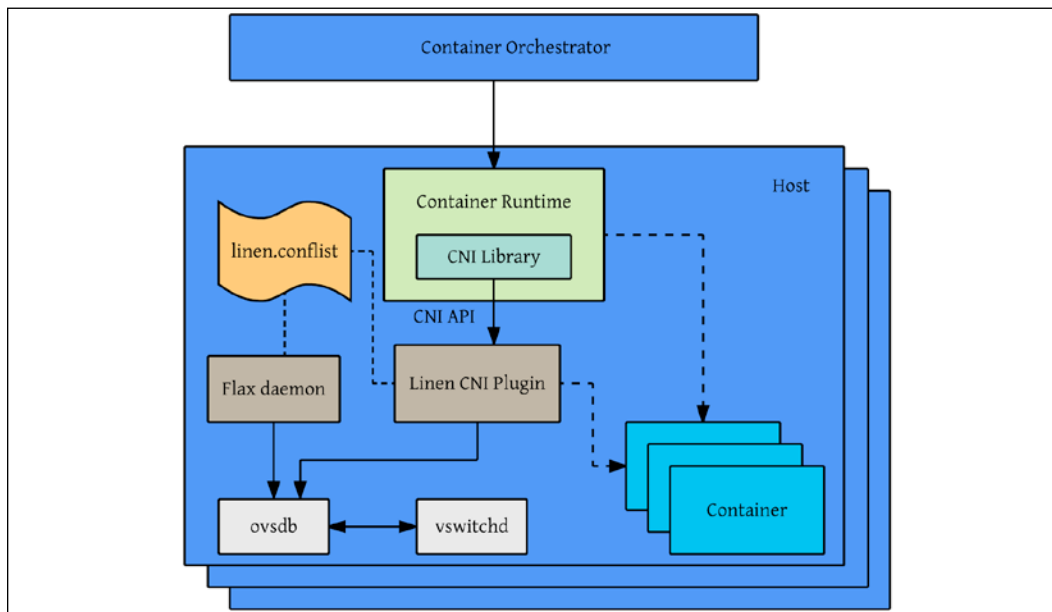 Container Orchestrator
Host
Container Runtime
linen.conflist
CNI Library
CNI API
Flax daemon
Linen CNI Plugin
ovsdb
vswitchd
Container